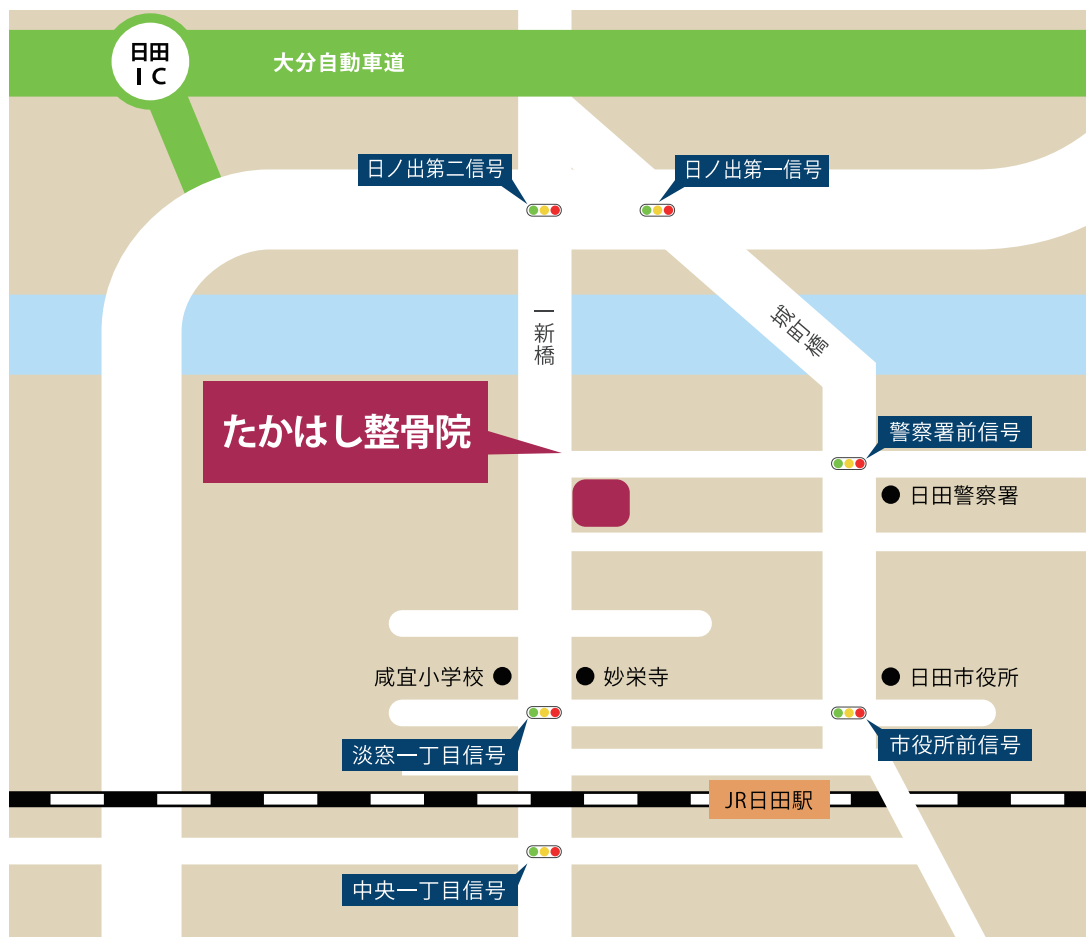 日田
IC
大分自動車道
日ノ出第二信号
日ノ出第一信号
一新橋
城町橋
たかはし整骨院
警察署前信号
日田警察署
咸宜小学校
妙栄寺
日田市役所
淡窓一丁目信号
市役所前信号
JR日田駅
中央一丁目信号